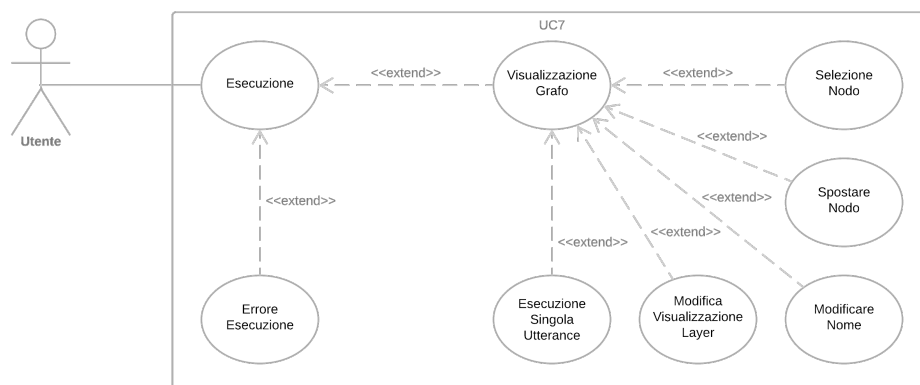 UC7
Esecuzione
<<extend>>
Visualizzazione
Grafo
<<extend>>
Selezione
Nodo
Utente
<<extend>>
Spostare
Nodo
<<extend>>
<<extend>>
<<extend>>
<<extend>>
Errore
Esecuzione
Esecuzione
Singola
Utterance
Modifica
Visualizzazione
Layer
Modificare
Nome